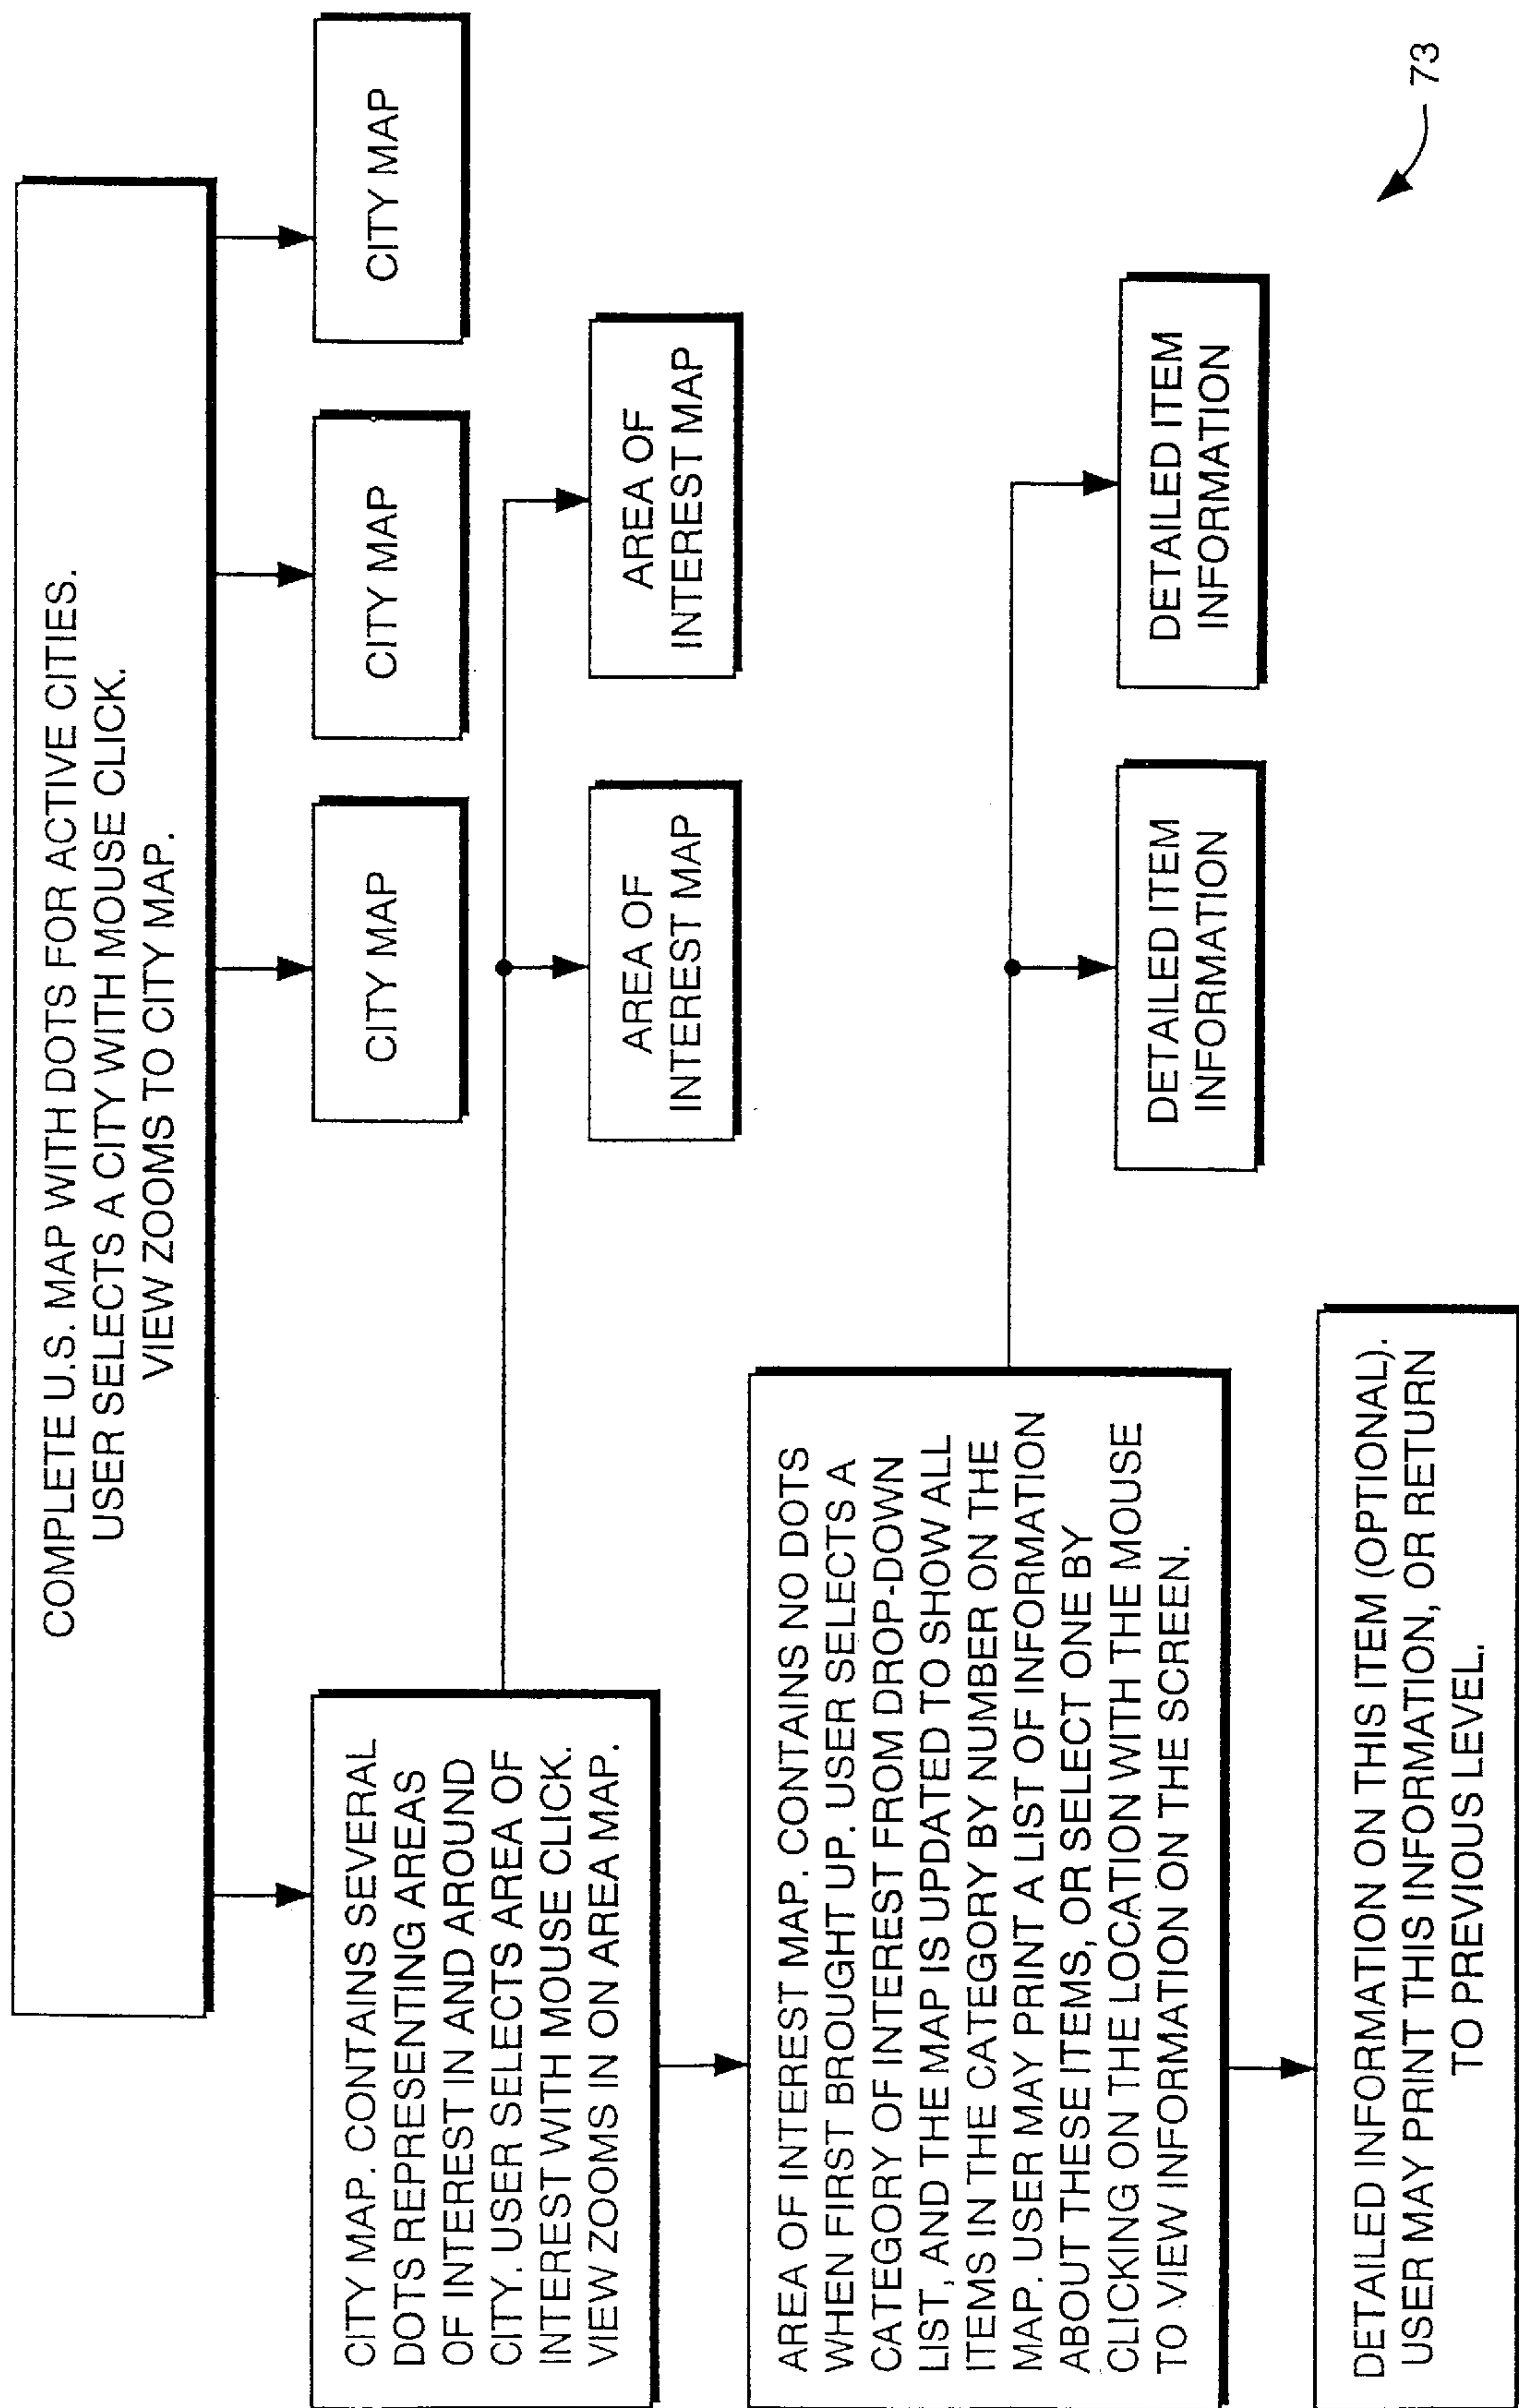 COMPLETE U.S. MAP WITH DOTS FOR ACTIVE CITIES.
USER SELECTS A CITY WITH MOUSE CLICK.
VIEW ZOOMS TO CITY MAP.
CITY MAP. CONTAINS SEVERAL
DOTS REPRESENTING AREAS
OF INTEREST IN AND AROUND
CITY. USER SELECTS AREA OF
INTEREST WITH MOUSE CLICK.
VIEW ZOOMS IN ON AREA MAP.
CITY MAP
CITY MAP
CITY MAP
AREA OF
INTEREST MAP
AREA OF
INTEREST MAP
AREA OF INTEREST MAP. CONTAINS NO DOTS
WHEN FIRST BROUGHT UP. USER SELECTS A
CATEGORY OF INTEREST FROM DROP-DOWN
LIST, AND THE MAP IS UPDATED TO SHOW ALL
ITEMS IN THE CATEGORY BY NUMBER ON THE
MAP. USER MAY PRINT A LIST OF INFORMATION
ABOUT THESE ITEMS, OR SELECT ONE BY
CLICKING ON THE LOCATION WITH THE MOUSE
TO VIEW INFORMATION ON THE SCREEN.
DETAILED ITEM
INFORMATION
DETAILED ITEM
INFORMATION
DETAILED INFORMATION ON THIS ITEM (OPTIONAL).
USER MAY PRINT THIS INFORMATION, OR RETURN
TO PREVIOUS LEVEL.
73